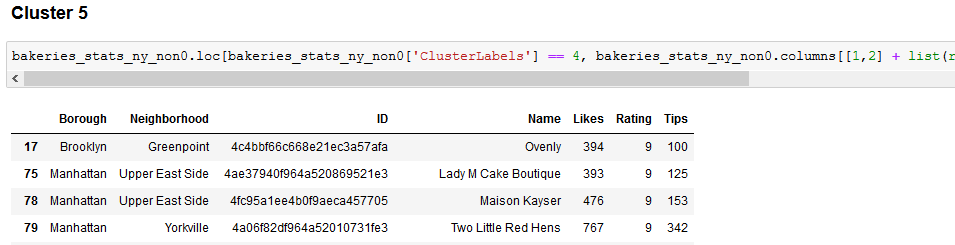 Cluster 5
bakeries_stats_ny_non0.loc[bakeries_stats_ny_non0['ClusterLabels'] == 4, bakeries_stats_ny_non0.columns[[1,2] + list(r
Borough Neighborhood ID Name Likes Rating Tips
17 Brooklyn Greenpoint 4c4bbf66c668e21ec3a57afa Ovenly 394 9 100
75 Manhattan Upper East Side 4ae37940f964a520869521e3 Lady M Cake Boutique 393 9 125
78 Manhattan Upper East Side 4fc95a1ee4b0f9aeca457705 Maison Kayser 476 9 153
79 Manhattan Yorkville 4a06f82df964a52010731fe3 Two Little Red Hens 767 9 342